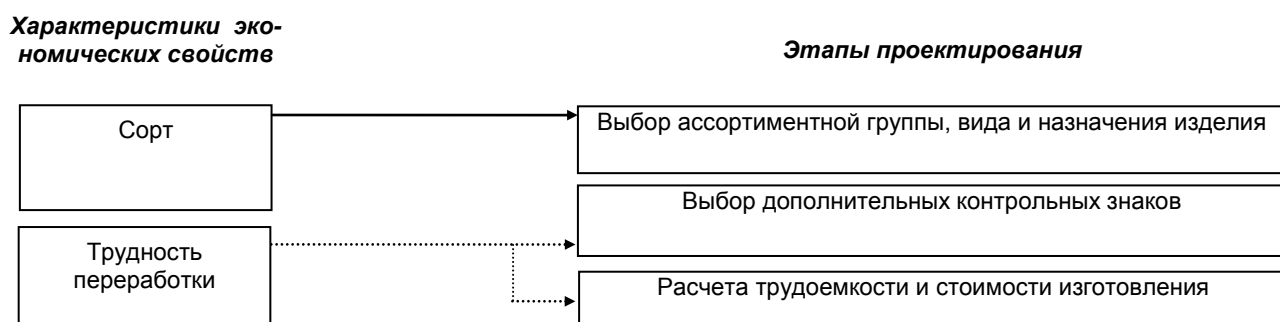 Характеристики эко-
номических свойств
Этапы проектирования
Сорт
Выбор ассортиментной группы, вида и назначения изделия
Выбор дополнительных контрольных знаков
Трудность
переработки
Расчета трудоемкости и стоимости изготовления